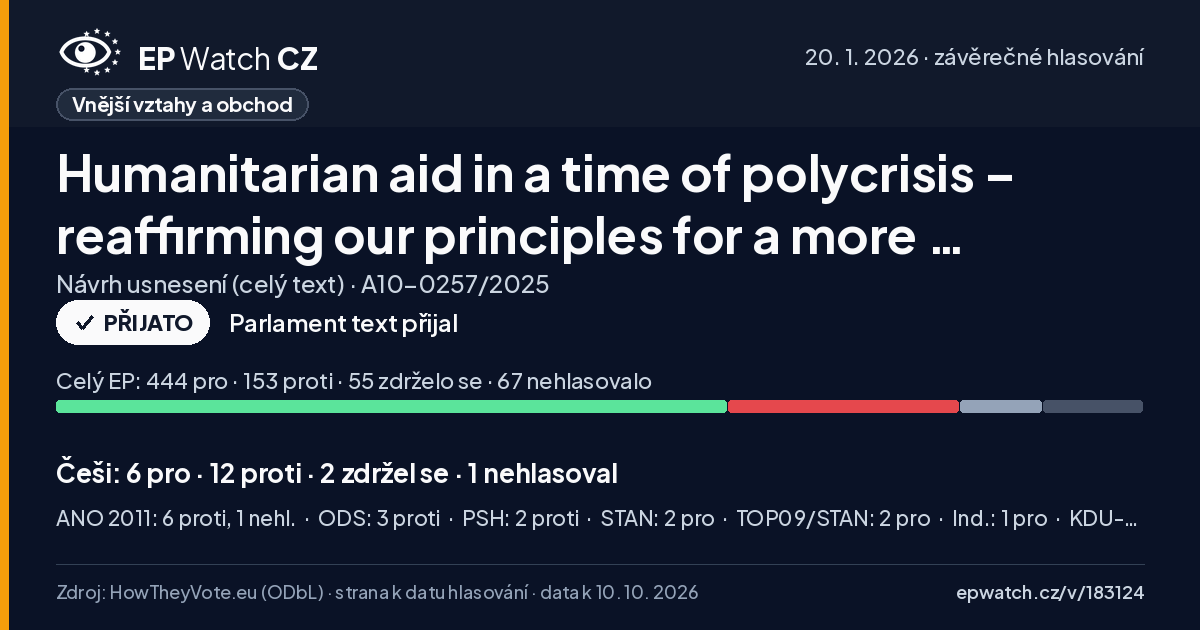 EP Watch CZ
20. 1. 2026 · závěrečné hlasování
Vnější vztahy a obchod
Humanitarian aid in a time of polycrisis –
reaffirming our principles for a more …
Návrh usnesení (celý text) · A10-0257/2025
✓ PŘIJATO Parlament text přijal
Celý EP: 444 pro · 153 proti · 55 zdrželo se · 67 nehlasovalo
Češi: 6 pro · 12 proti · 2 zdržel se · 1 nehlasoval
ANO 2011: 6 proti, 1 nehl. · ODS: 3 proti · PSH: 2 proti · STAN: 2 pro · TOP09/STAN: 2 pro · Ind.: 1 pro · KDU-…
Zdroj: HowTheyVote.eu (ODbL) · strana k datu hlasování · data k 10. 10. 2026
epwatch.cz/v/183124